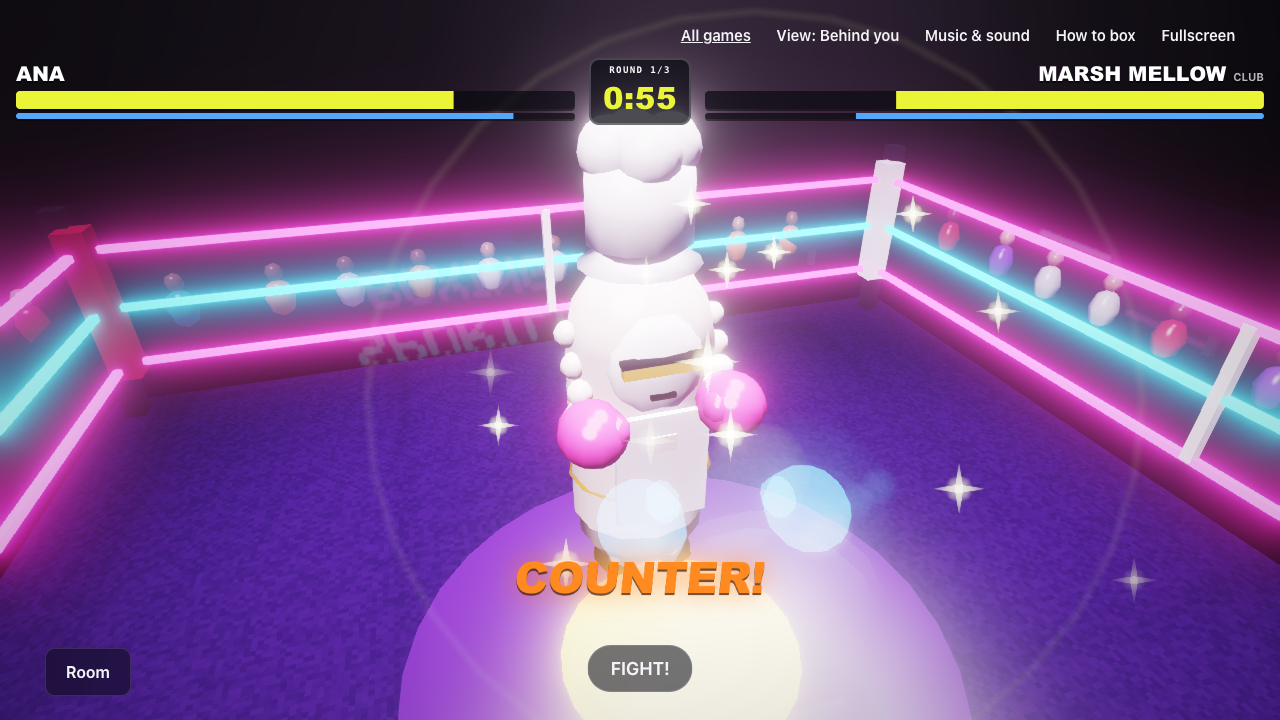 All games View: Behind you Music & sound How to box Fullscreen
ANA
ROUND 1/3
0:55
MARSH MELLOW CLUB
COUNTER!
FIGHT!
Room